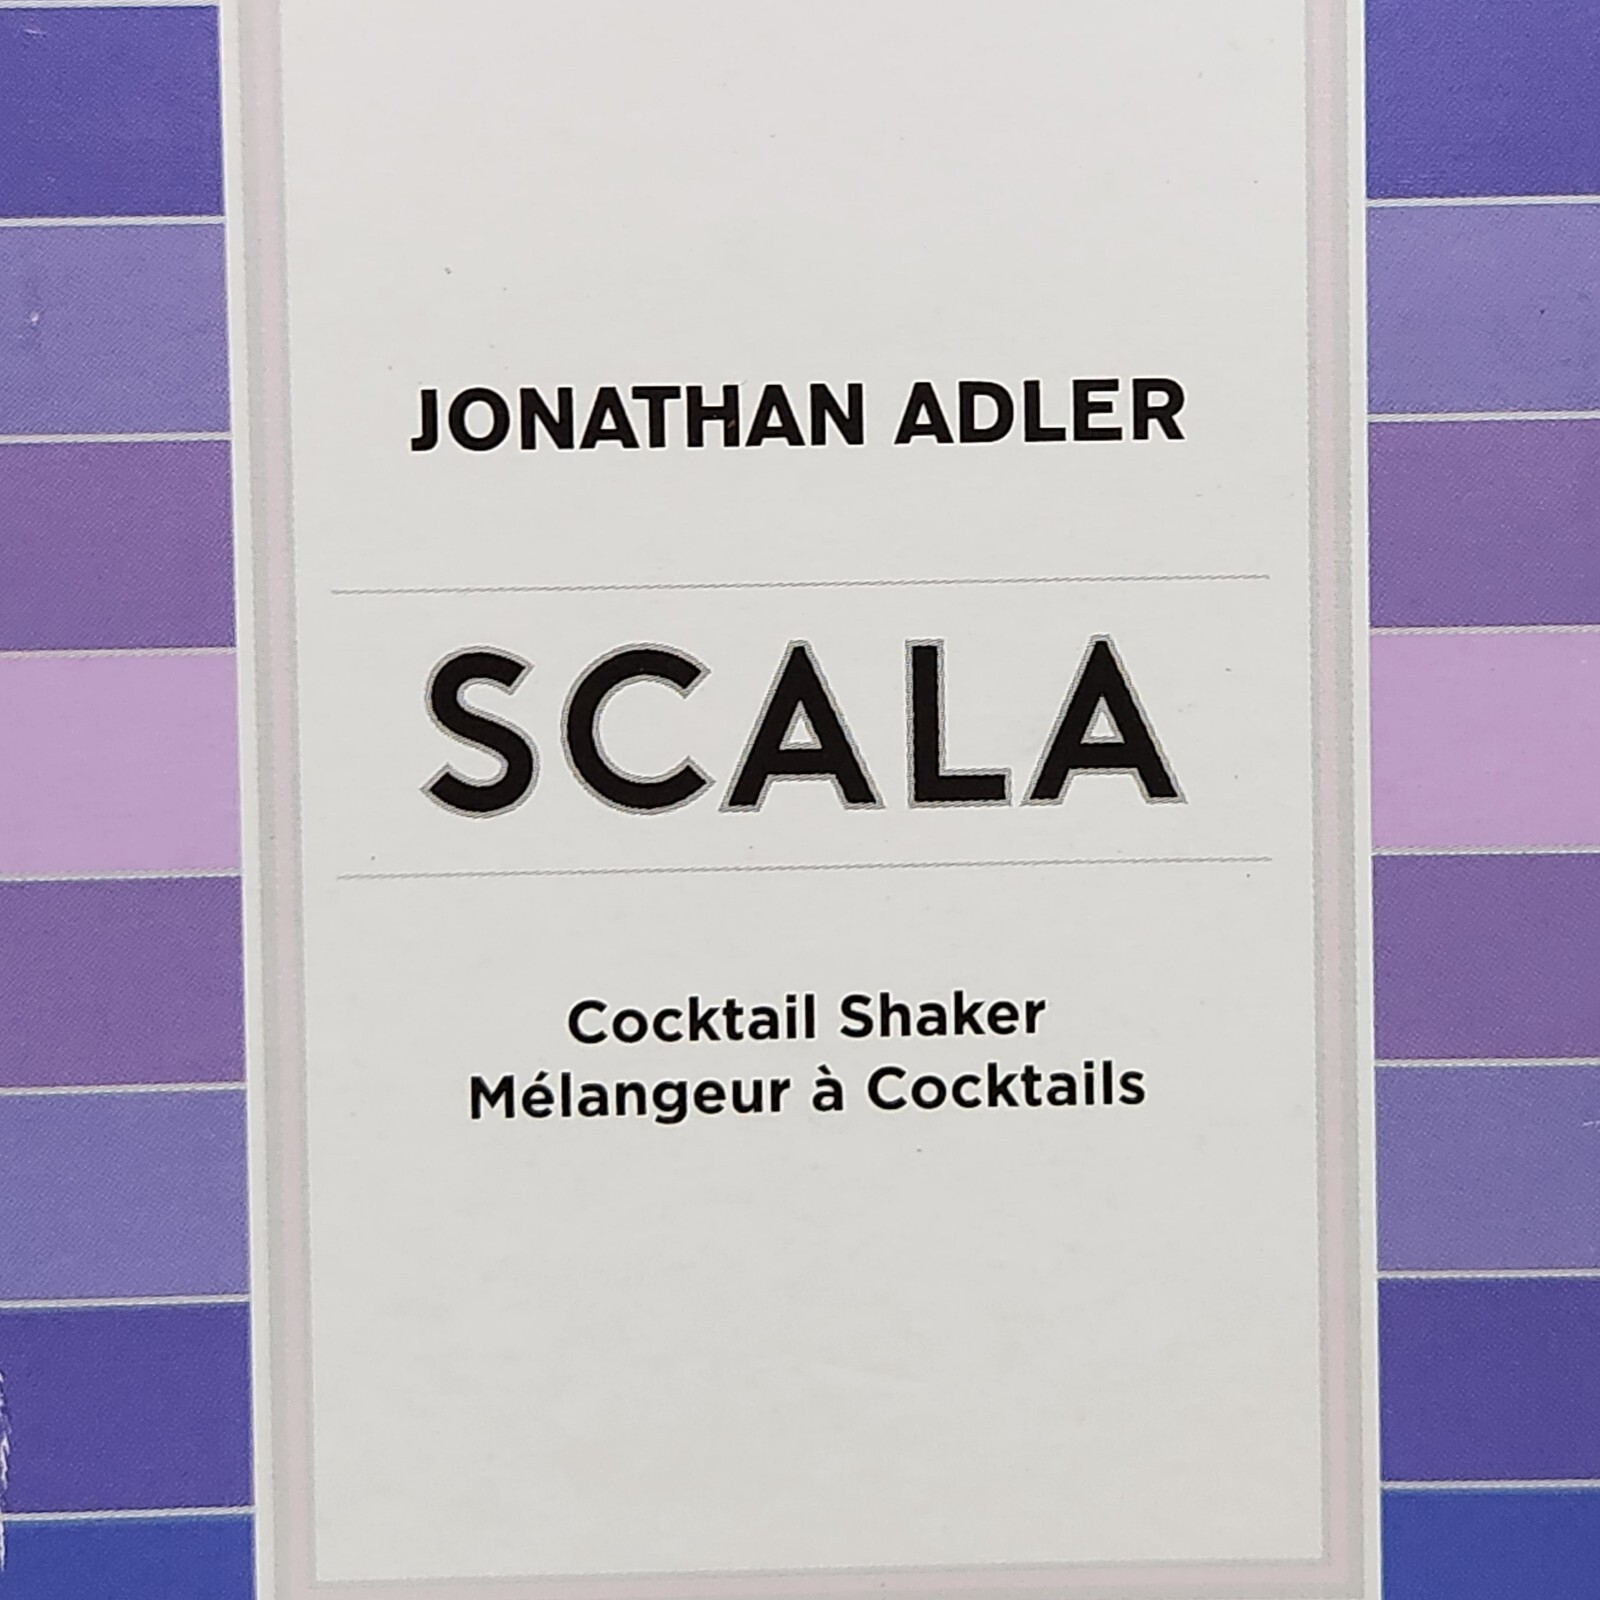 JONATHAN ADLER
SCALA
Cocktail Shaker
Mélangeur à Cocktails